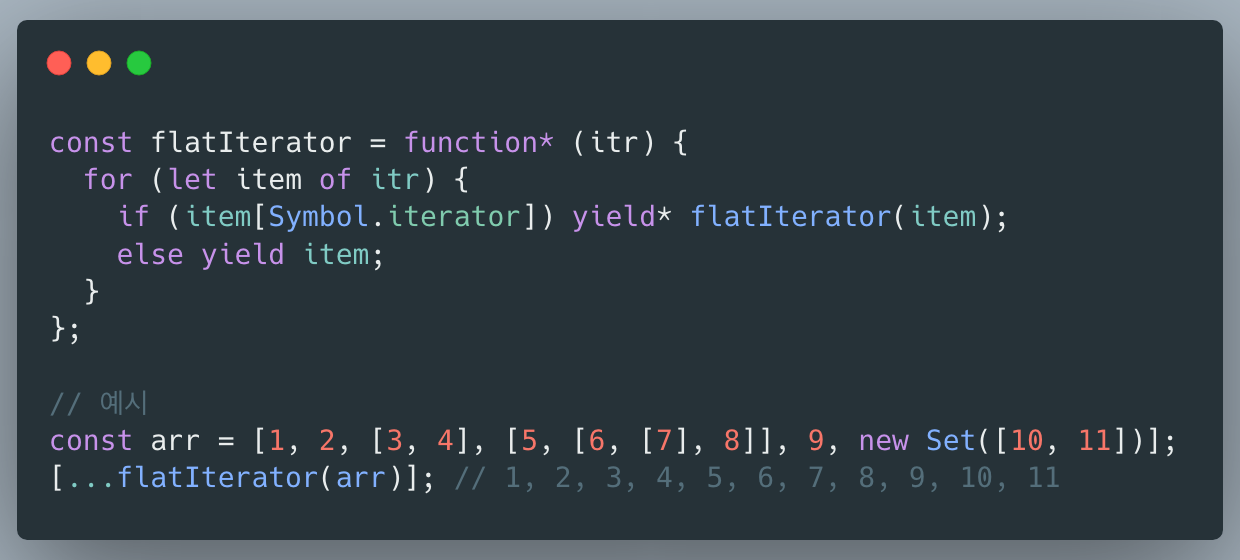 const flatIterator = function* (itr) {
  for (let item of itr) {
    if (item[Symbol.iterator]) yield* flatIterator(item);
    else yield item;
  }
};
// 예시
const arr = [1, 2, [3, 4], [5, [6, [7], 8]], 9, new Set([10, 11])];
[...flatIterator(arr)]; // 1, 2, 3, 4, 5, 6, 7, 8, 9, 10, 11